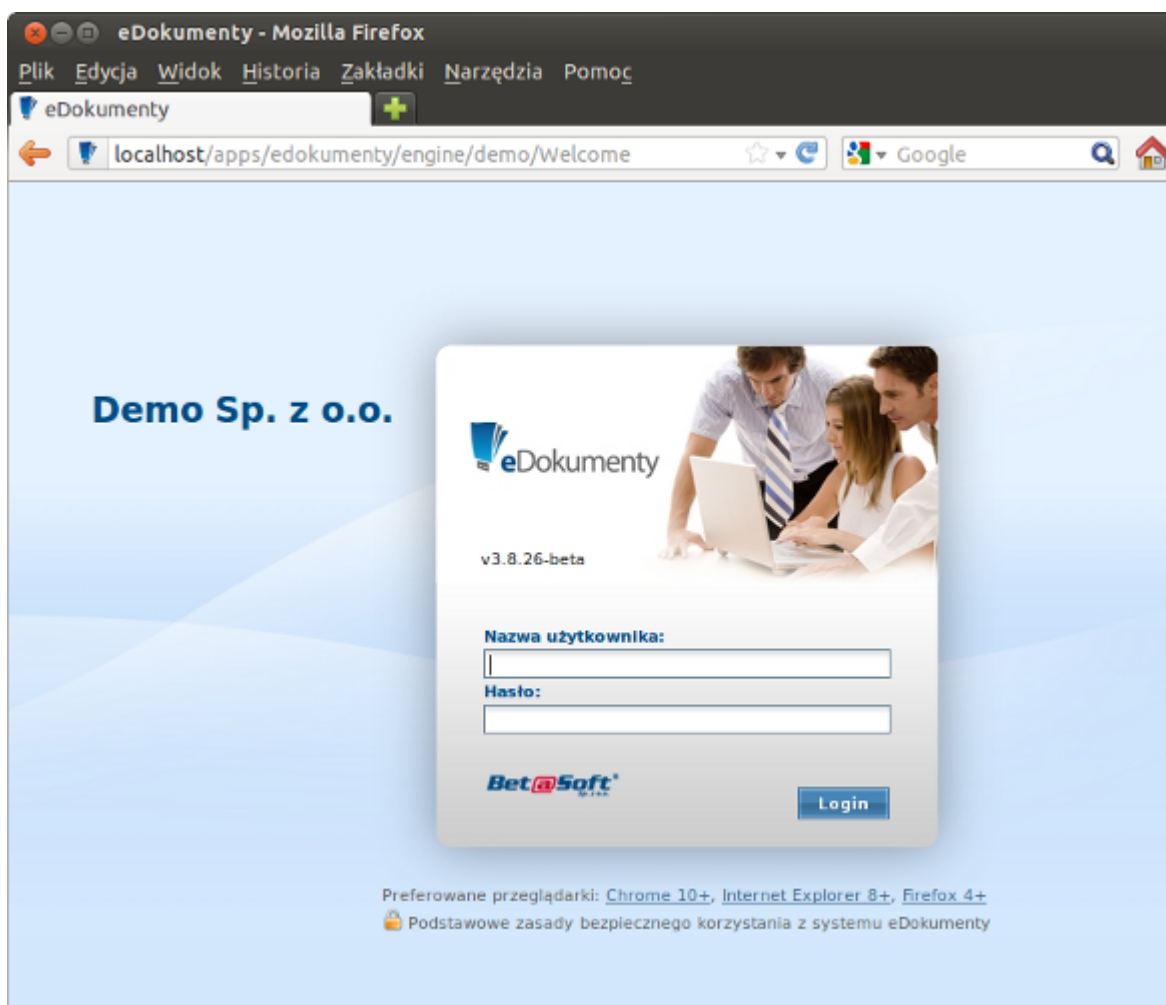 eDokumenty - Mozilla Firefox
Plik Edycja Widok Historia Zakładki Narzędzia Pomoc
eDokumenty
localhost/apps/edokumenty/engine/demo/Welcome Google
Demo Sp. z o.o.
eDokumenty
v3.8.26-beta
Nazwa użytkownika:
Hasło:
Bet@Soft
Login
Preferowane przeglądarki: Chrome 10+, Internet Explorer 8+, Firefox 4+
Podstawowe zasady bezpiecznego korzystania z systemu eDokumenty